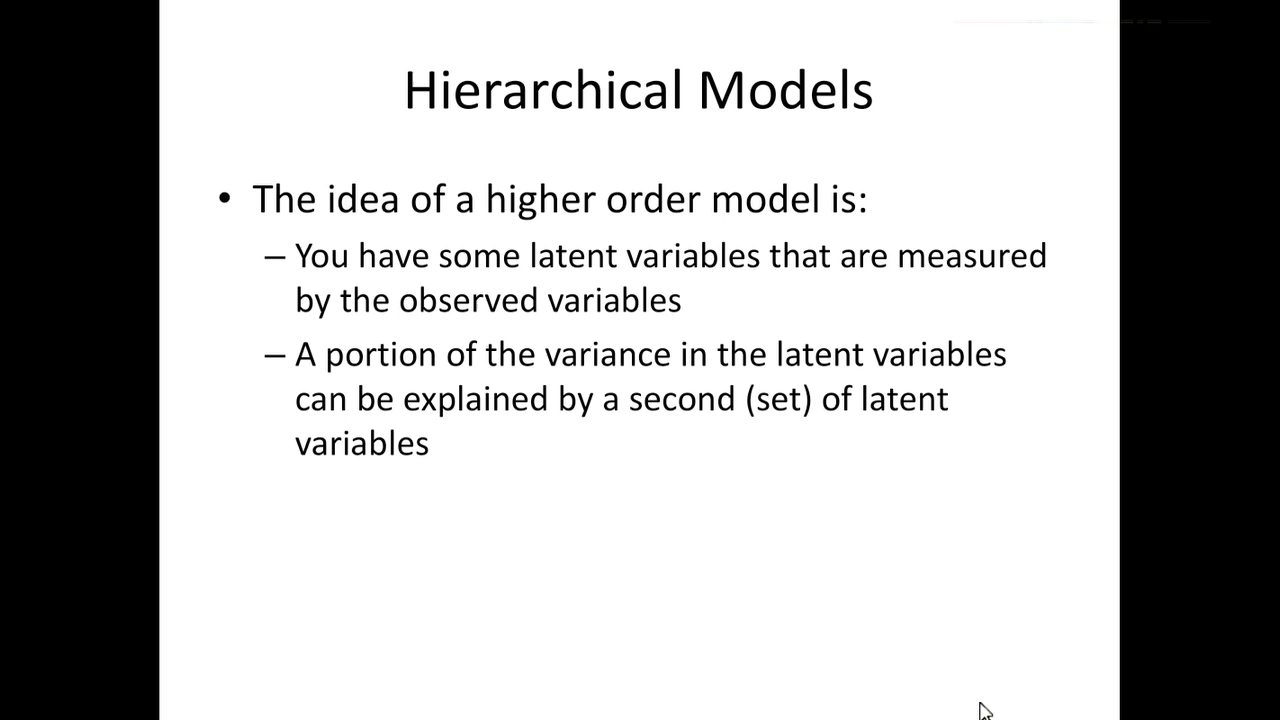 Hierarchical Models
• The idea of a higher order model is:
– You have some latent variables that are measured
by the observed variables
– A portion of the variance in the latent variables
can be explained by a second (set) of latent
variables